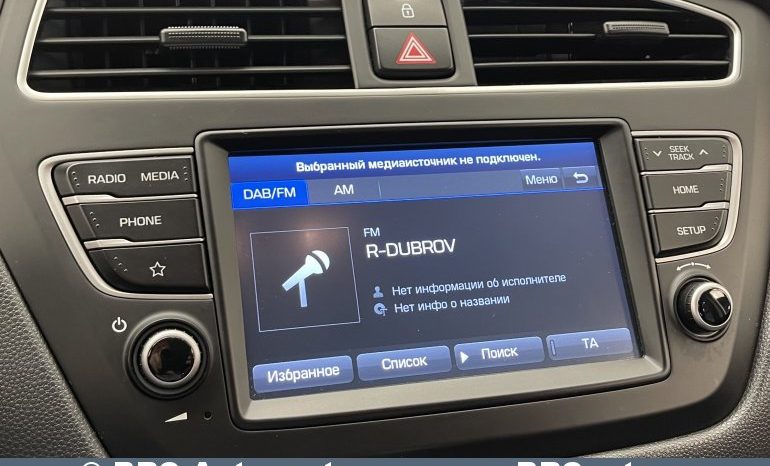 Выбранный медиаисточник не подключен.
DAB/FM AM Меню
FM
R-DUBROV
Нет информации об исполнителе
Нет инфо о названии
Избранное Список Поиск TA
RADIO MEDIA
PHONE
SEEK
TRACK
HOME
SETUP